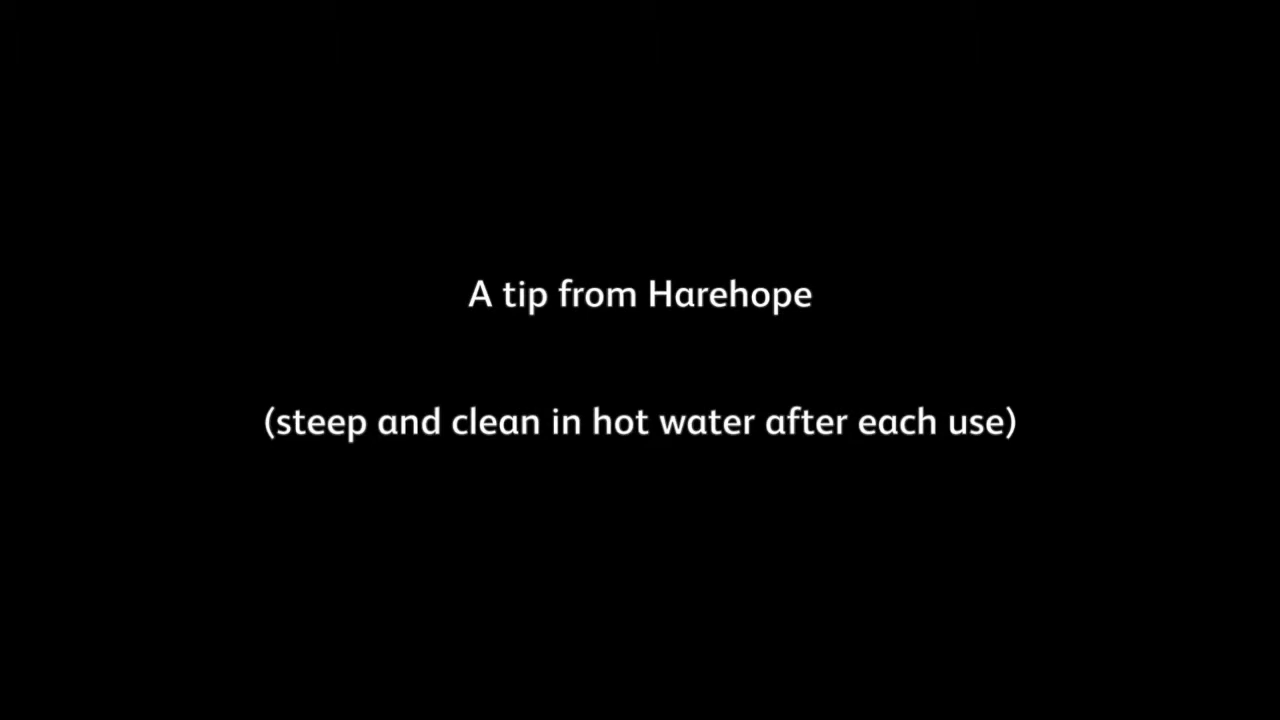 A tip from Harehope
(steep and clean in hot water after each use)